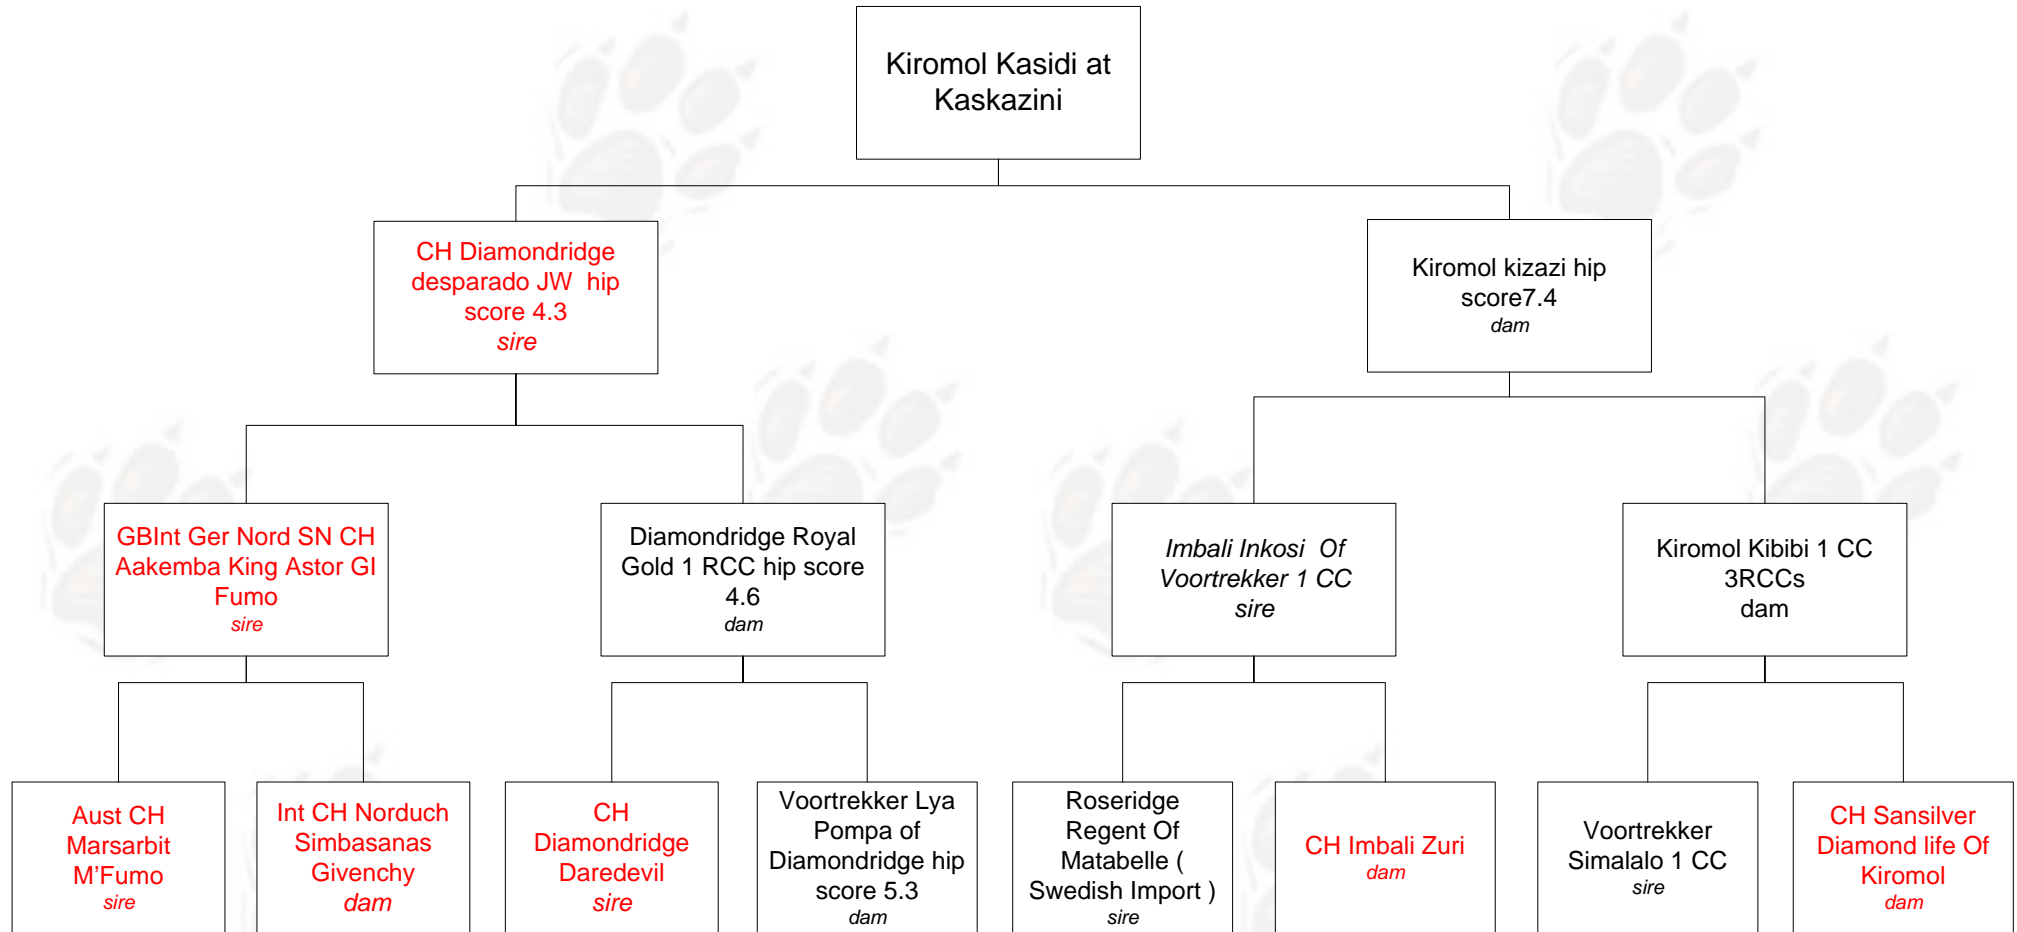 Kiromol Kasidi at
Kaskazini
CH Diamondridge
desparado JW  hip
score 4.3
sire
Kiromol kizazi hip
score7.4
dam
GBInt Ger Nord SN CH
Aakemba King Astor GI
Fumo
sire
Diamondridge Royal
Gold 1 RCC hip score
4.6
dam
Imbali Inkosi  Of
Voortrekker 1 CC
sire
Kiromol Kibibi 1 CC
3RCCs
dam
Aust CH
Marsarbit
M’Fumo
sire
Int CH Norduch
Simbasanas
Givenchy
dam
CH
Diamondridge
Daredevil
sire
Voortrekker Lya
Pompa of
Diamondridge hip
score 5.3
dam
Roseridge
Regent Of
Matabelle (
Swedish Import )
sire
CH Imbali Zuri
dam
Voortrekker
Simalalo 1 CC
sire
CH Sansilver
Diamond life Of
Kiromol
dam